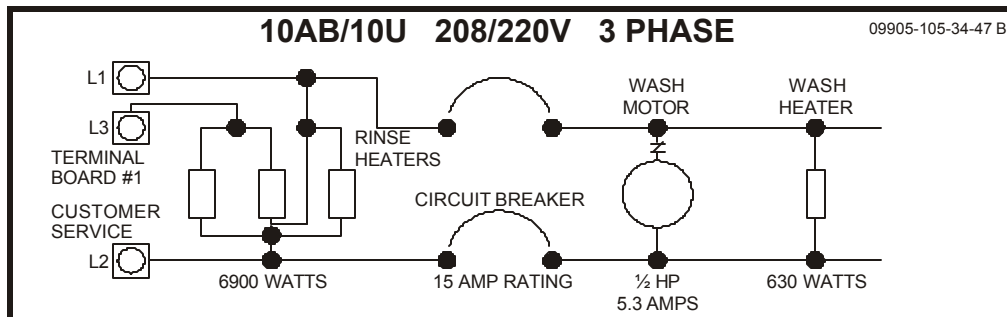 10AB/10U 208/220V 3 PHASE
09905-105-34-47 B
L1
L3
TERMINAL
BOARD #1
CUSTOMER
SERVICE
L2
RINSE
HEATERS
6900 WATTS
CIRCUIT BREAKER
15 AMP RATING
WASH
MOTOR
½ HP
5.3 AMPS
WASH
HEATER
630 WATTS